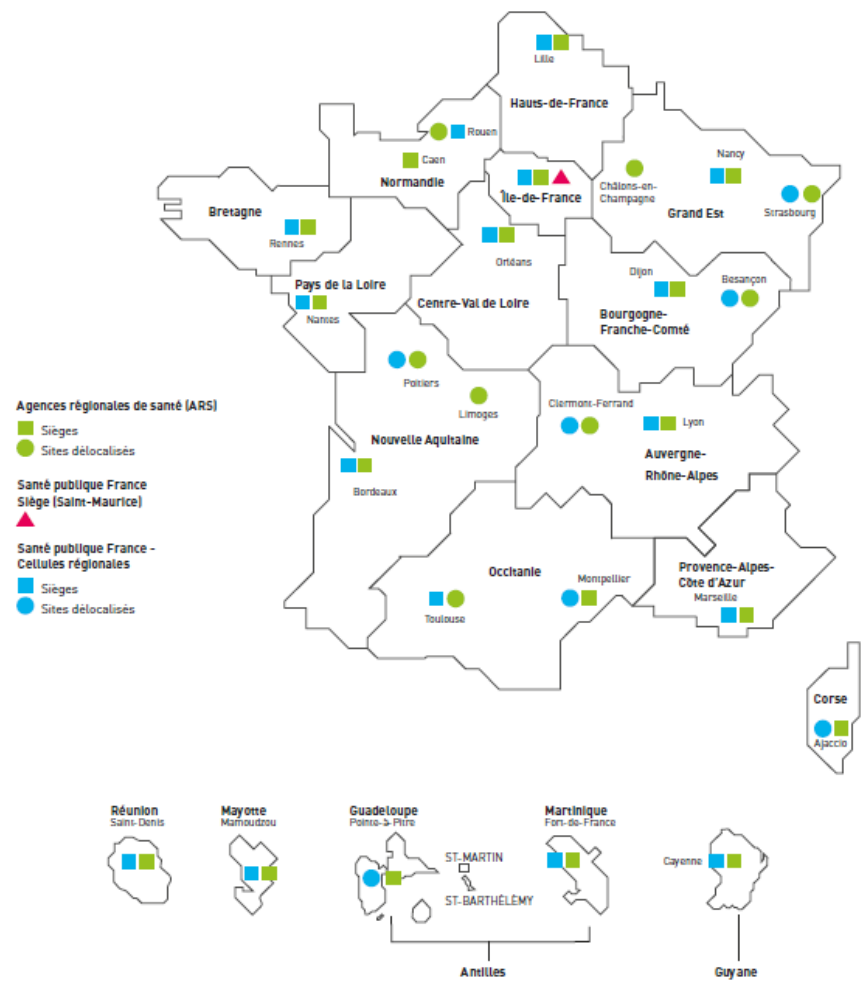 Lille
Hauts-de-France
Rouen
Caen
Normandie
Île-de-France
Nancy
Châlons-en-
Champagne
Grand Est
Strasbourg
Bretagne
Rennes
Orléans
Pays de la Loire
Nantes
Centre-Val de Loire
Dijon
Besançon
Bourgogne-
Franche-Comté
Poitiers
Limoges
Nouvelle Aquitaine
Bordeaux
Clermont-Ferrand
Lyon
Auvergne-
Rhône-Alpes
Agences régionales de santé (ARS)
Sièges
Sites délocalisés
Santé publique France
Siège (Saint-Maurice)
Santé publique France -
Cellules régionales
Sièges
Sites délocalisés
Occitanie
Montpellier
Toulouse
Provence-Alpes-
Côte d'Azur
Marseille
Corse
Ajaccio
Réunion
Saint-Denis
Mayotte
Mamoudzou
Guadeloupe
Pointe-à-Pitre
ST-MARTIN
ST-BARTHÉLÉMY
Martinique
Fort-de-France
Cayenne
Antilles
Guyane